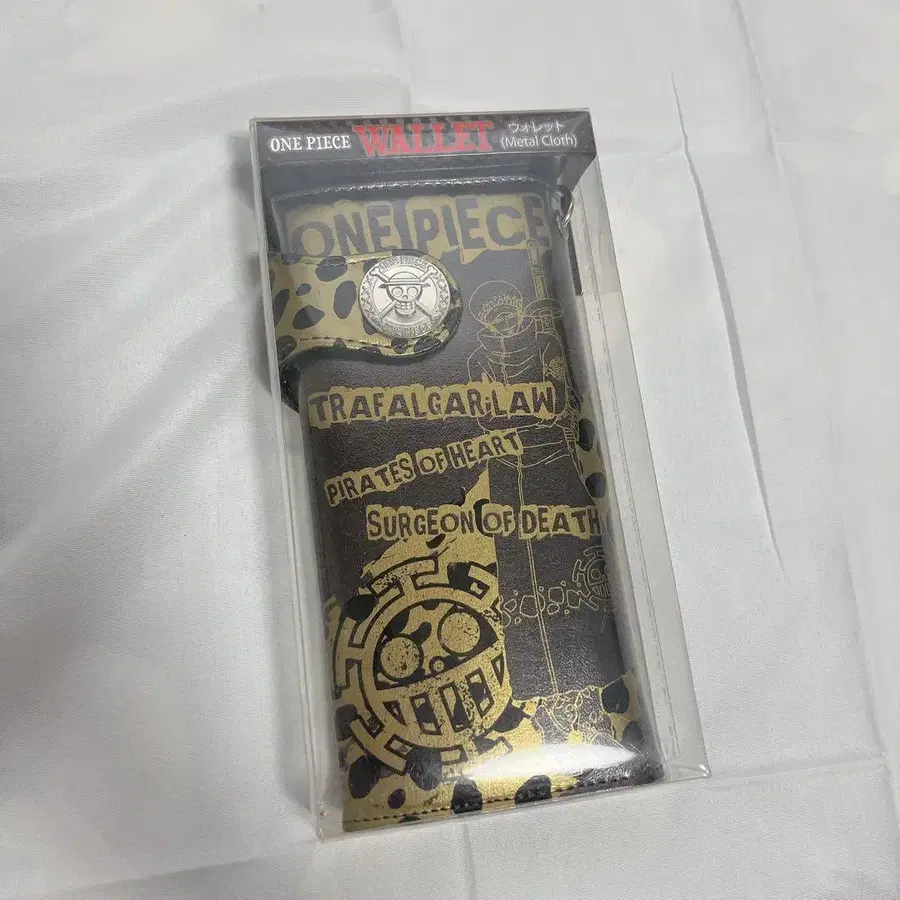 ONE PIECE WALLET ウォレット
(Metal Cloth)
ONE PIECE
TRAFALGAR LAW
PIRATES OF HEART
SURGEON OF DEATH